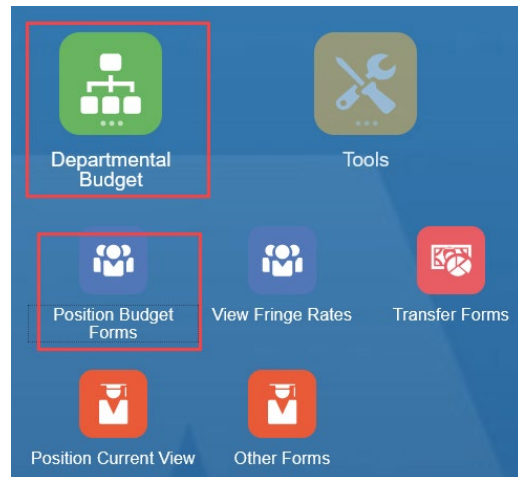 Departmental
Budget
Tools
Position Budget
Forms
View Fringe Rates
Transfer Forms
Position Current View
Other Forms